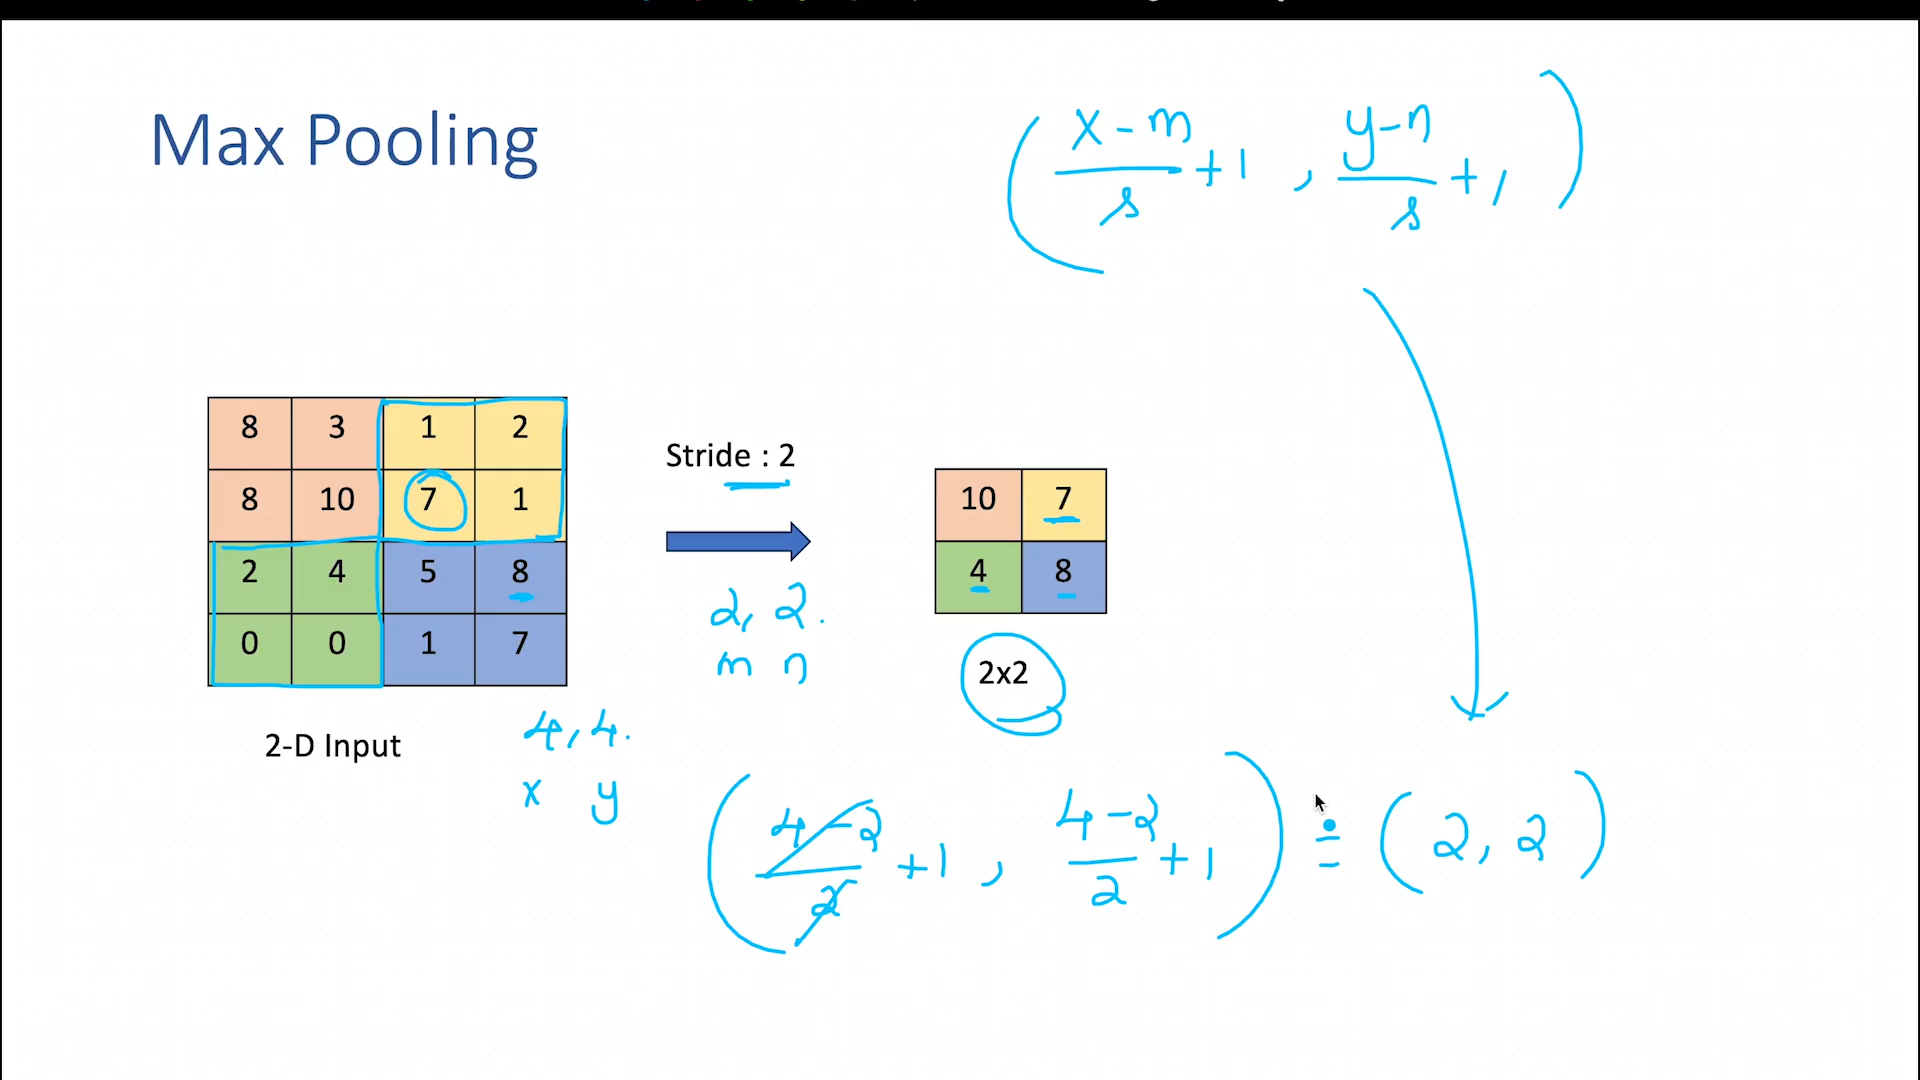 Max Pooling
( x-m/s +1 , y-n/s +1 )
8 3 1 2
8 10 7 1
2 4 5 8
0 0 1 7
2-D Input
4, 4.
x y
Stride : 2
2, 2.
m n
10 7
4 8
2x2
( 4-2/2 +1 , 4-2/2 +1 ) = ( 2, 2 )